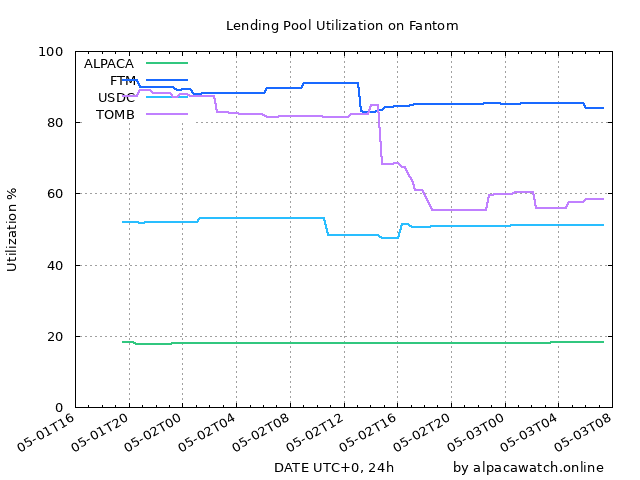 Lending Pool Utilization on Fantom
100
80
60
40
20
0
Utilization %
ALPACA
FTM
USDC
TOMB
05-01T16
05-01T20
05-02T00
05-02T04
05-02T08
05-02T12
05-02T16
05-02T20
05-03T00
05-03T04
05-03T08
DATE UTC+0, 24h
by alpacawatch.online